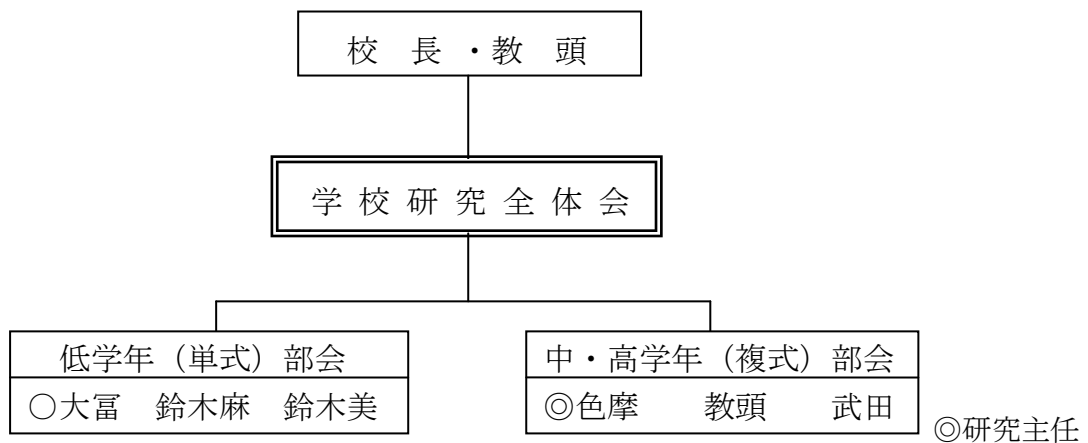 校 長 ・教 頭
学 校 研 究 全 体 会
低学年（単式）部会
○大冨 鈴木麻 鈴木美
中・高学年（複式）部会
◎色摩 教頭 武田
◎研究主任